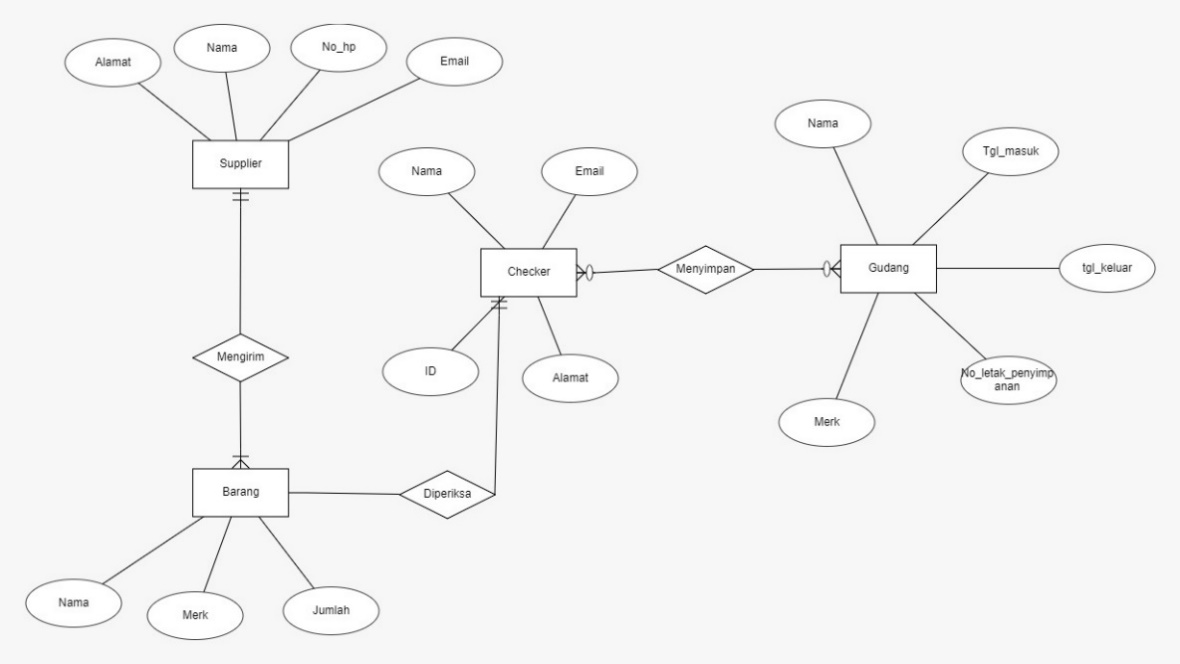 Alamat
Nama
No_hp
Email
Supplier
Nama
Email
Checker
ID
Alamat
Menyimpan
Nama
Tgl_masuk
Gudang
tgl_keluar
No_letak_penyimp
anan
Merk
Mengirim
Barang
Diperiksa
Nama
Merk
Jumlah